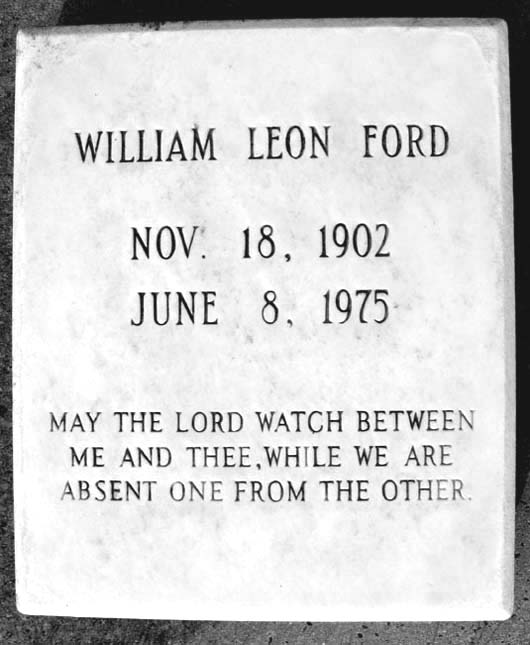 WILLIAM LEON FORD
NOV. 18, 1902
JUNE 8, 1975
MAY THE LORD WATCH BETWEEN
ME AND THEE, WHILE WE ARE
ABSENT ONE FROM THE OTHER.